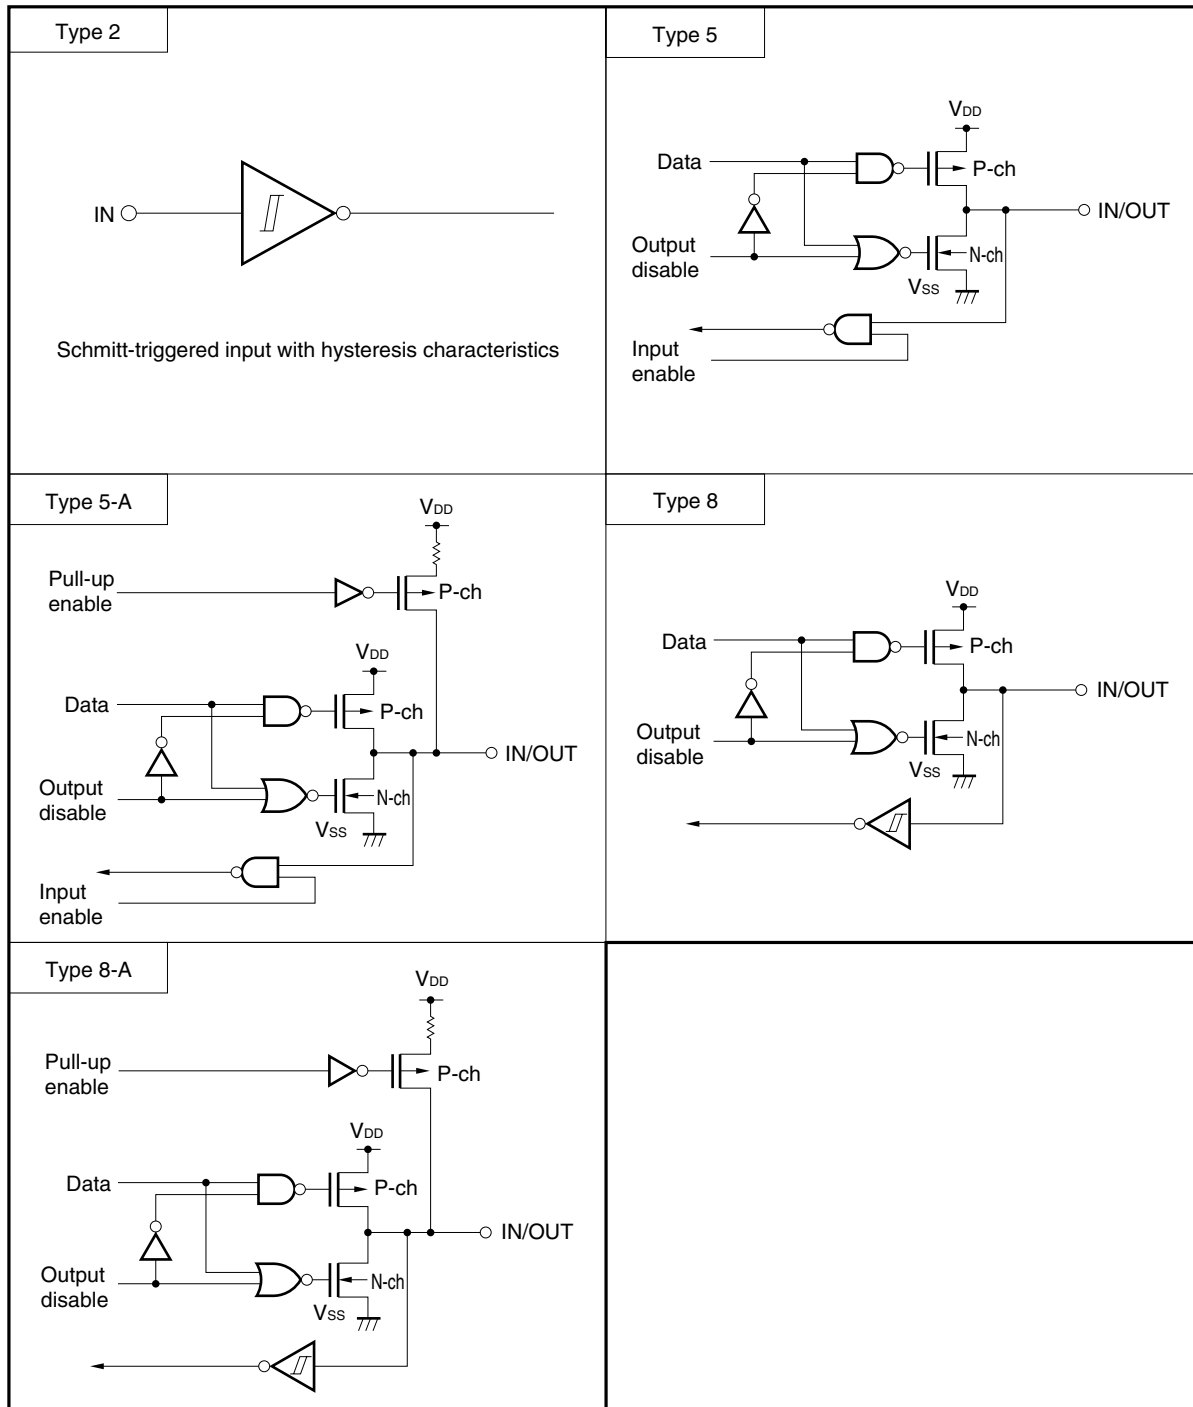 Type 2
IN
Schmitt-triggered input with hysteresis characteristics
Type 5
VDD
Data
P-ch
IN/OUT
Output
disable
N-ch
VSS
Input
enable
Type 5-A
VDD
Pull-up
enable
P-ch
VDD
Data
P-ch
IN/OUT
Output
disable
N-ch
VSS
Input
enable
Type 8
VDD
Data
P-ch
IN/OUT
Output
disable
N-ch
VSS
Type 8-A
VDD
Pull-up
enable
P-ch
VDD
Data
P-ch
IN/OUT
Output
disable
N-ch
VSS